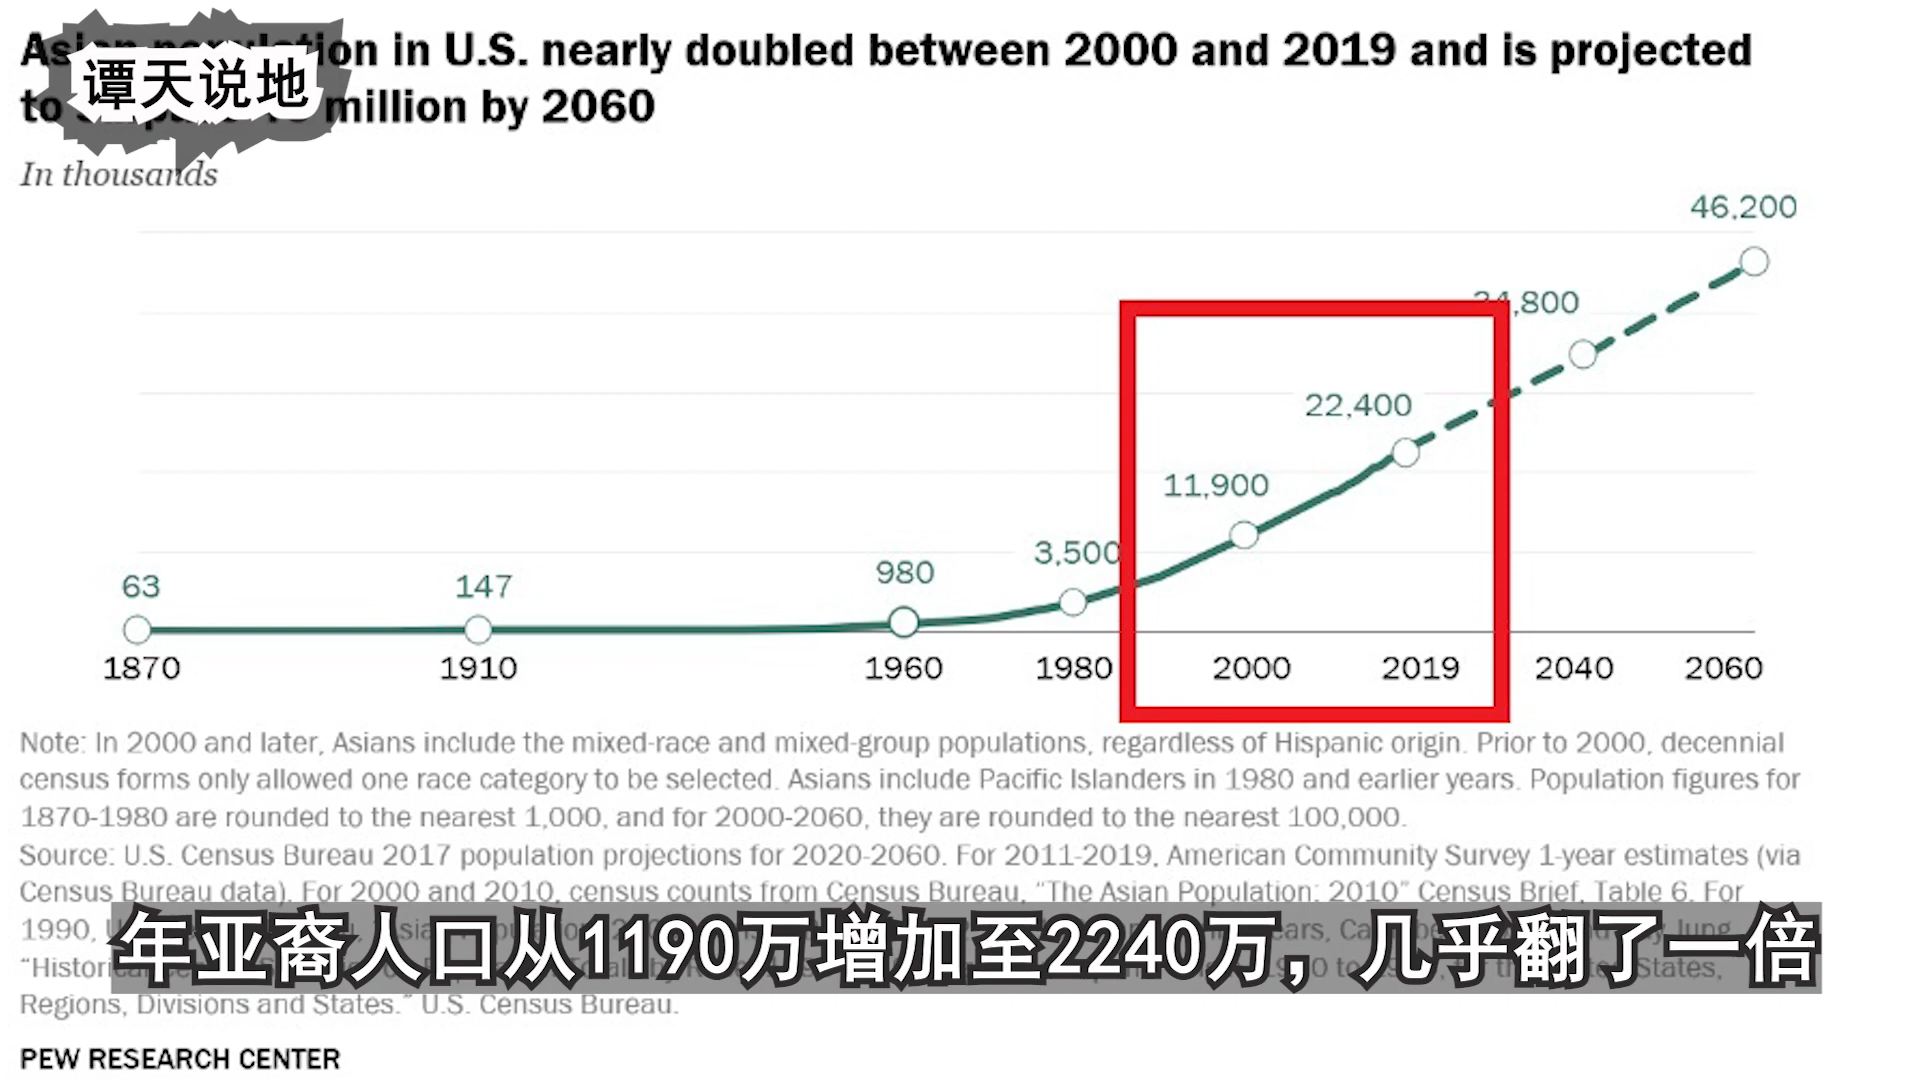 谭天说地
in U.S. nearly doubled between 2000 and 2019 and is projected
to million by 2060
In thousands
46,200
,800
22,400
11,900
3,500
980
147
63
1870 1910 1960 1980 2000 2019 2040 2060
Note: In 2000 and later, Asians include the mixed-race and mixed-group populations, regardless of Hispanic origin. Prior to 2000, decennial
census forms only allowed one race category to be selected. Asians include Pacific Islanders in 1980 and earlier years. Population figures for
1870-1980 are rounded to the nearest 1,000, and for 2000-2060, they are rounded to the nearest 100,000.
Source: U.S. Census Bureau 2017 population projections for 2020-2060. For 2011-2019, American Community Survey 1-year estimates (via
Census Bureau data). For 2000 and 2010, census counts from Census Bureau, "The Asian Population: 2010" Census Brief, Table 6. For
1990,
年亚裔人口从1190万增加至2240万，几乎翻了一倍
States,
Regions, Divisions and States." U.S. Census Bureau.
PEW RESEARCH CENTER